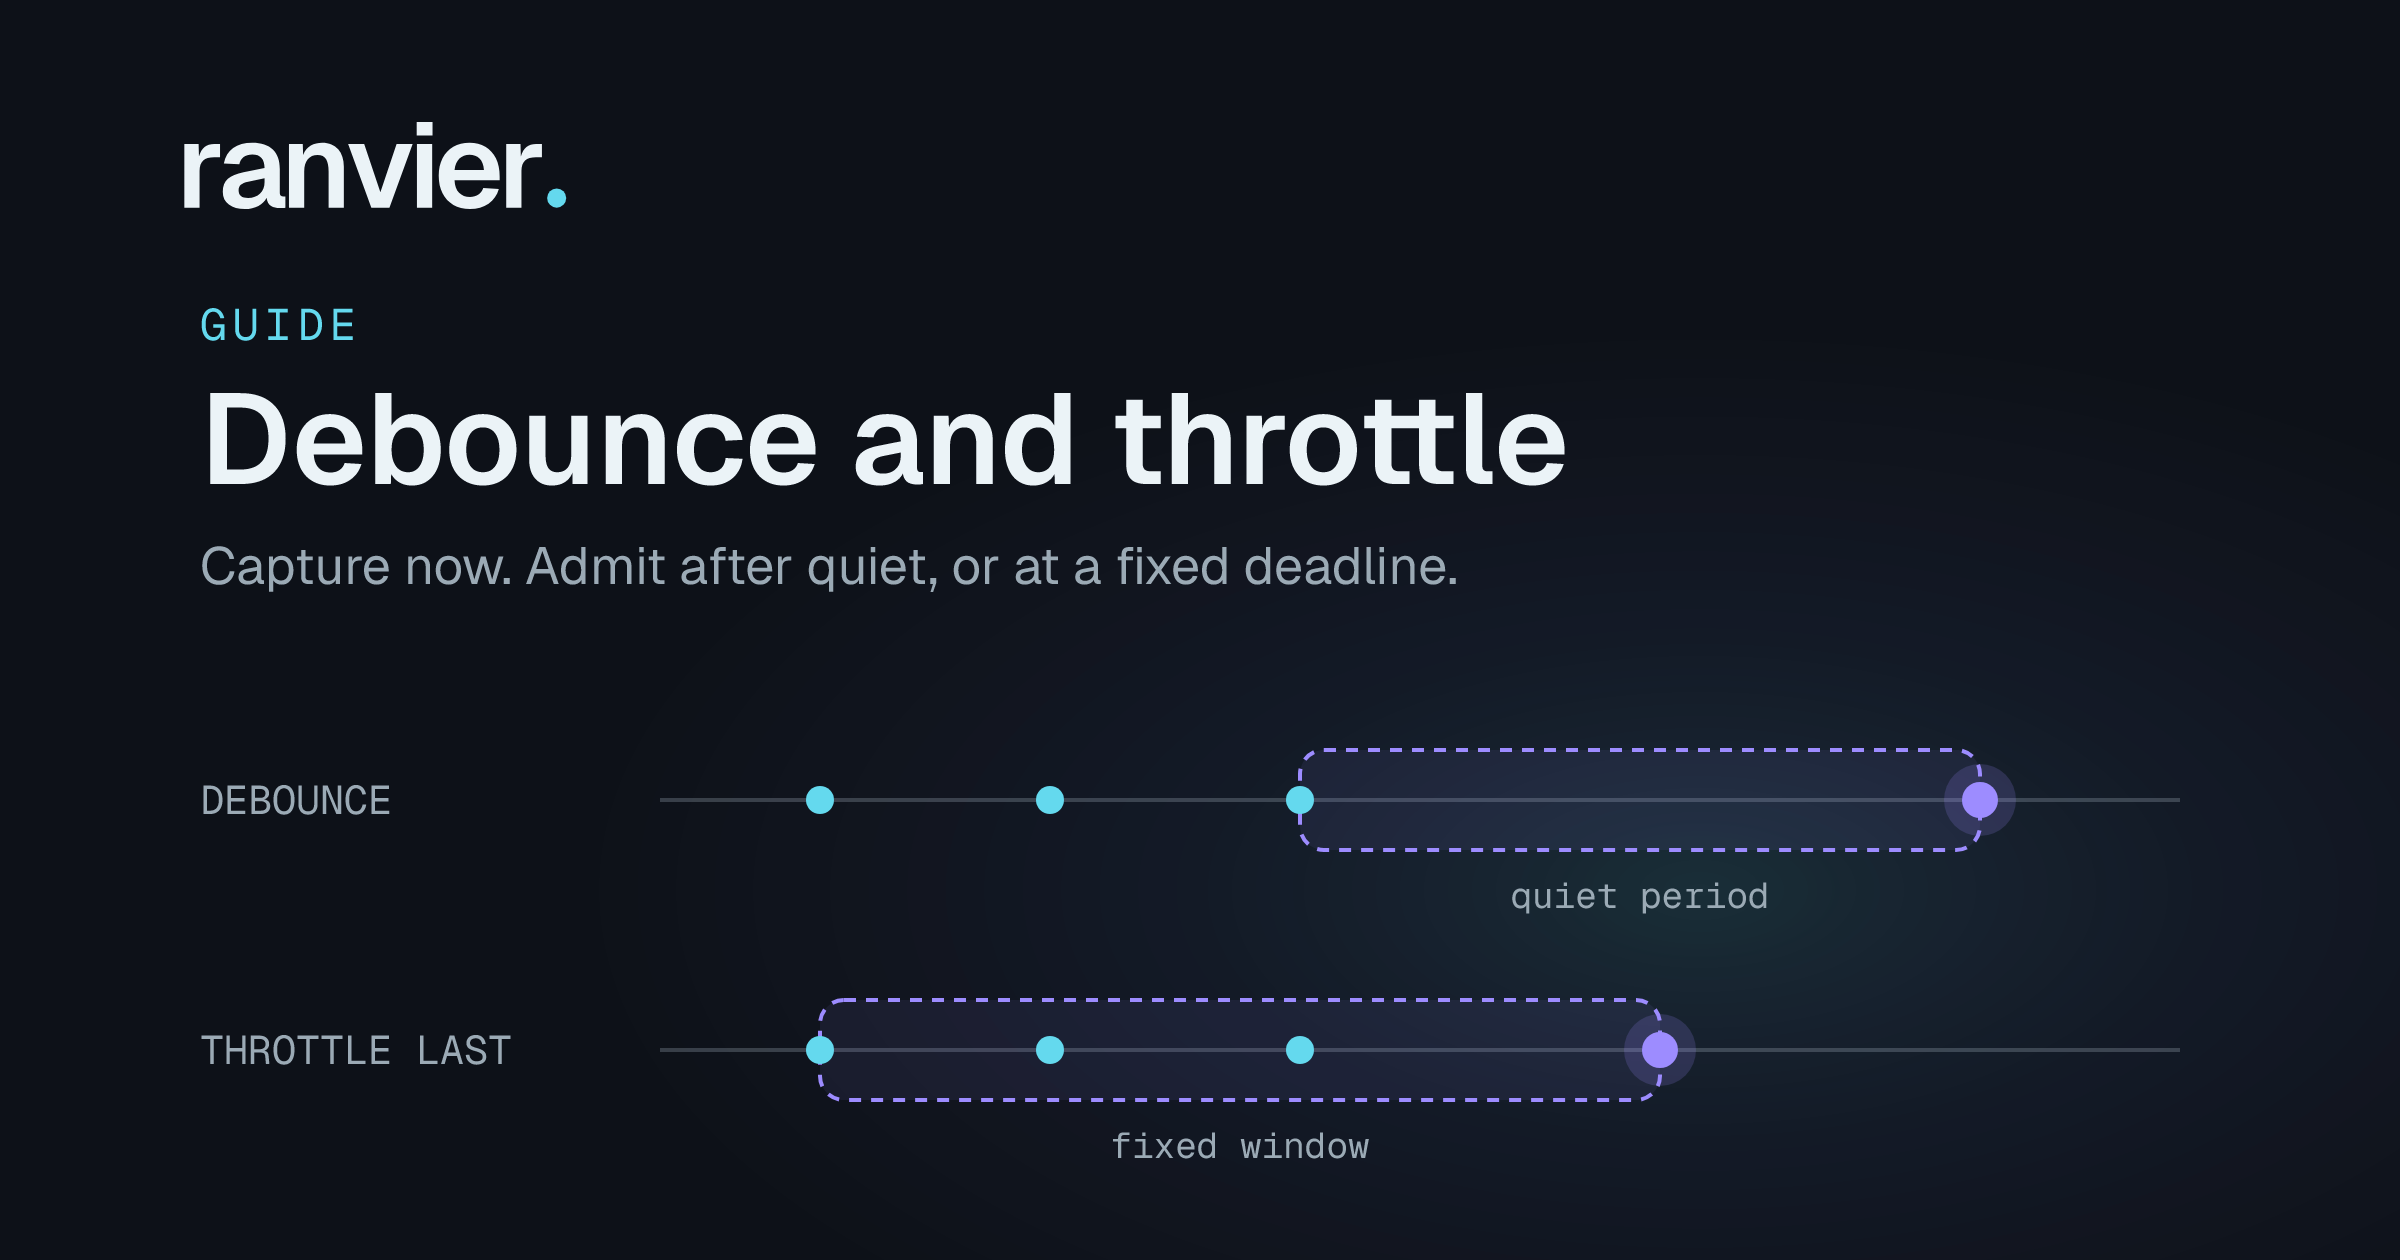 ranvier.
GUIDE
Debounce and throttle
Capture now. Admit after quiet, or at a fixed deadline.
DEBOUNCE
quiet period
THROTTLE LAST
fixed window